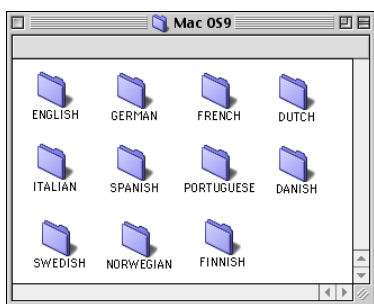 Mac OS9
ENGLISH GERMAN FRENCH DUTCH
ITALIAN SPANISH PORTUGUESE DANISH
SWEDISH NORWEGIAN FINNISH